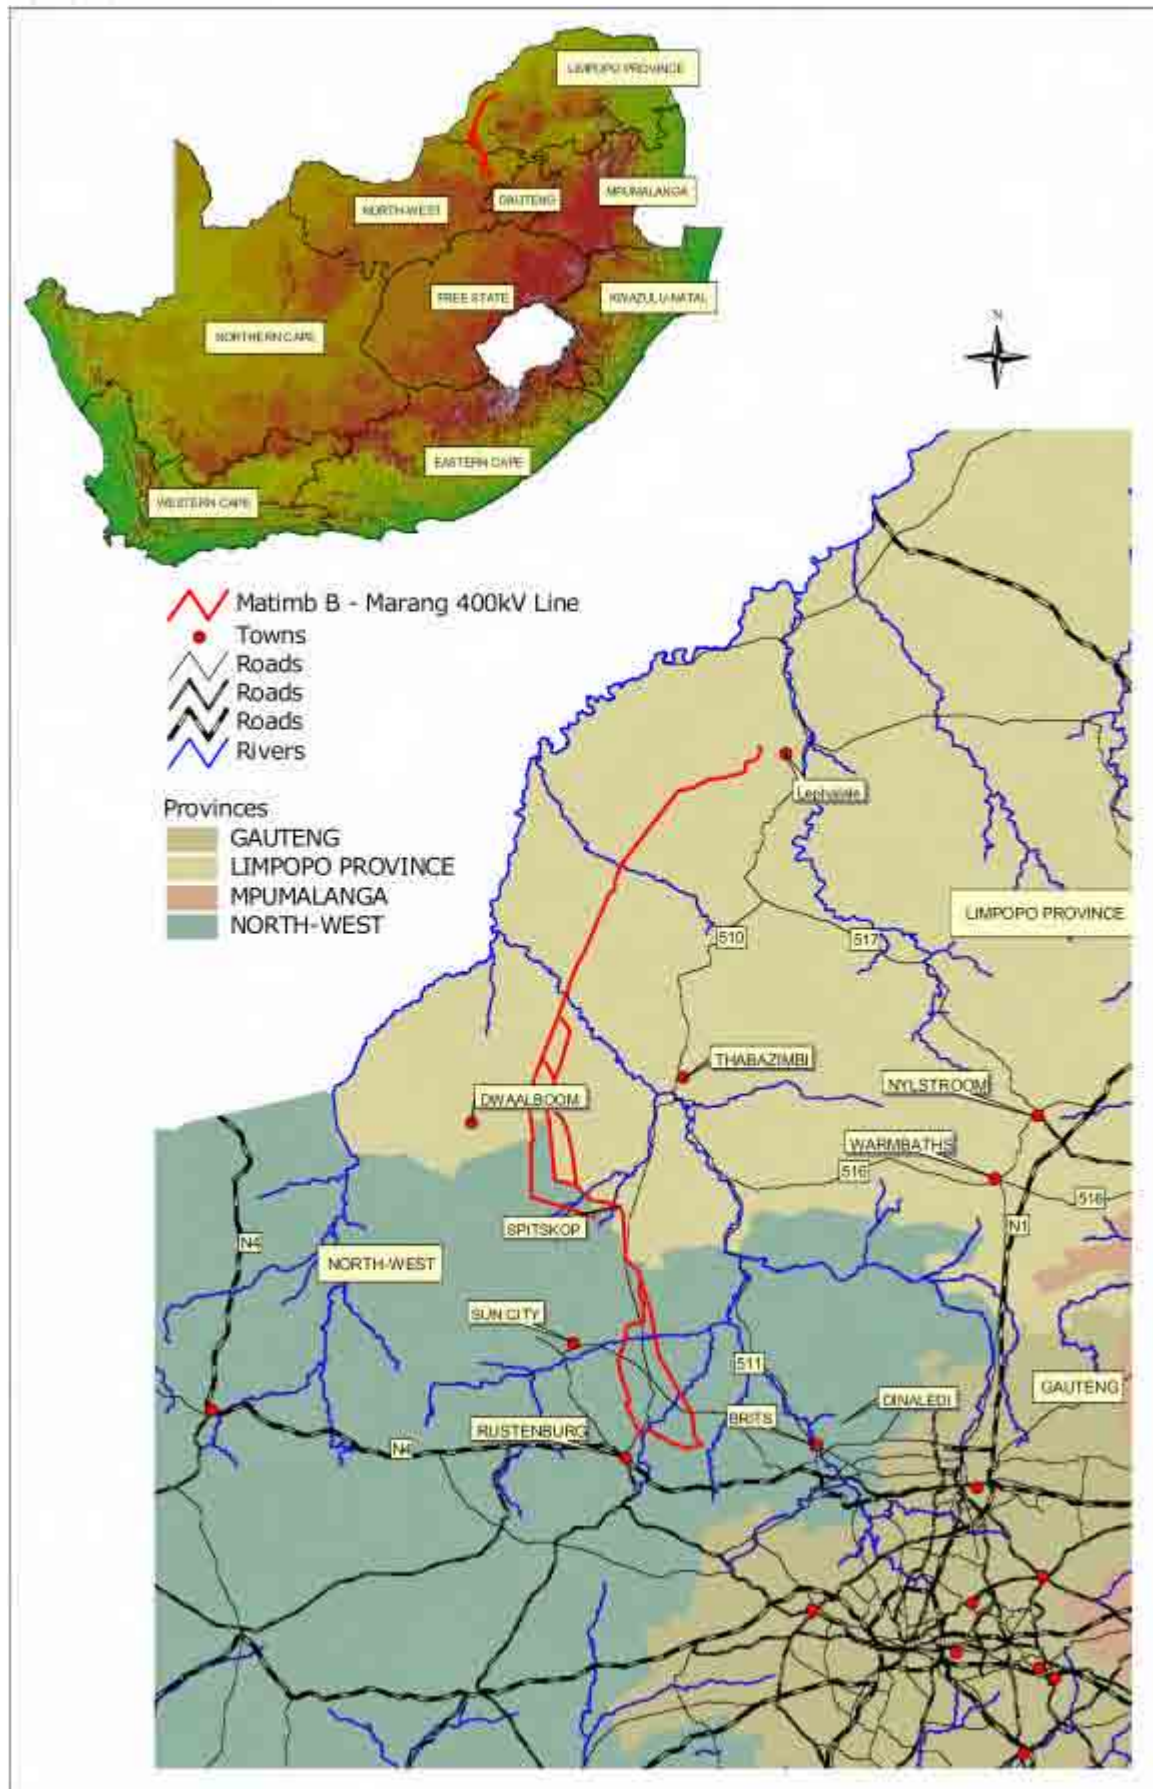 LIMPOPO PROVINCE
MPUMALANGA
GAUTENG
NORTH-WEST
FREE STATE
KWAZULU-NATAL
NORTHERN CAPE
EASTERN CAPE
WESTERN CAPE
N
Matimb B - Marang 400kV Line
Towns
Roads
Roads
Roads
Rivers
Provinces
GAUTENG
LIMPOPO PROVINCE
MPUMALANGA
NORTH-WEST
Lephalale
LIMPOPO PROVINCE
510
517
THABAZIMBI
NYLSTROOM
DWAALBOOM
WARMBATHS
516
516
SPITSKOP
N1
N4
NORTH-WEST
SUN CITY
511
GAUTENG
DINALEDI
BRITS
RUSTENBURG
N4